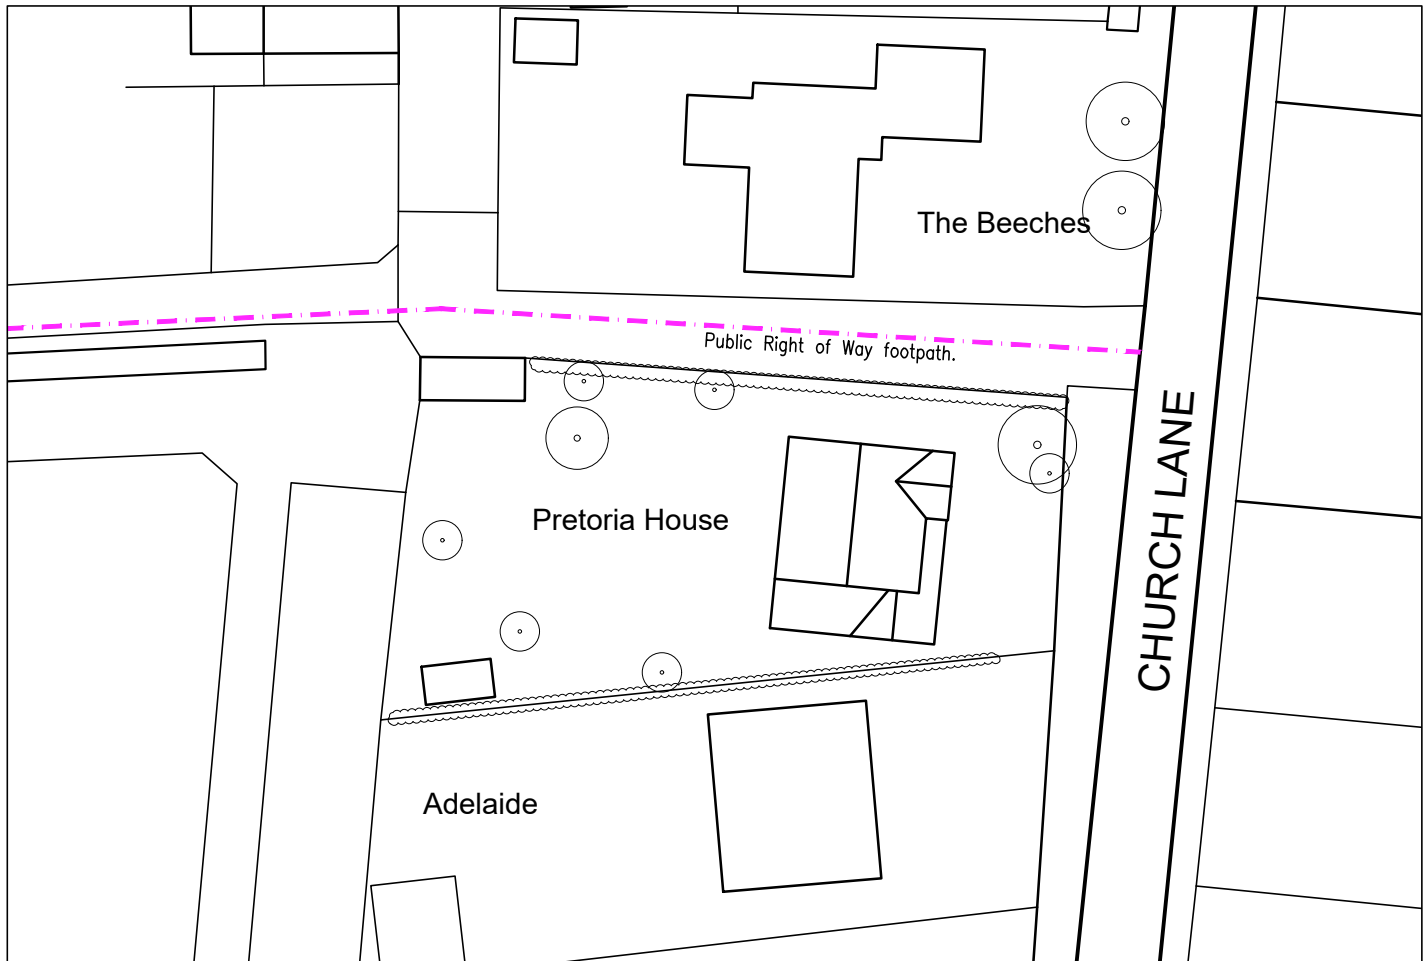 The Beeches
Public Right of Way footpath.
CHURCH LANE
Pretoria House
Adelaide